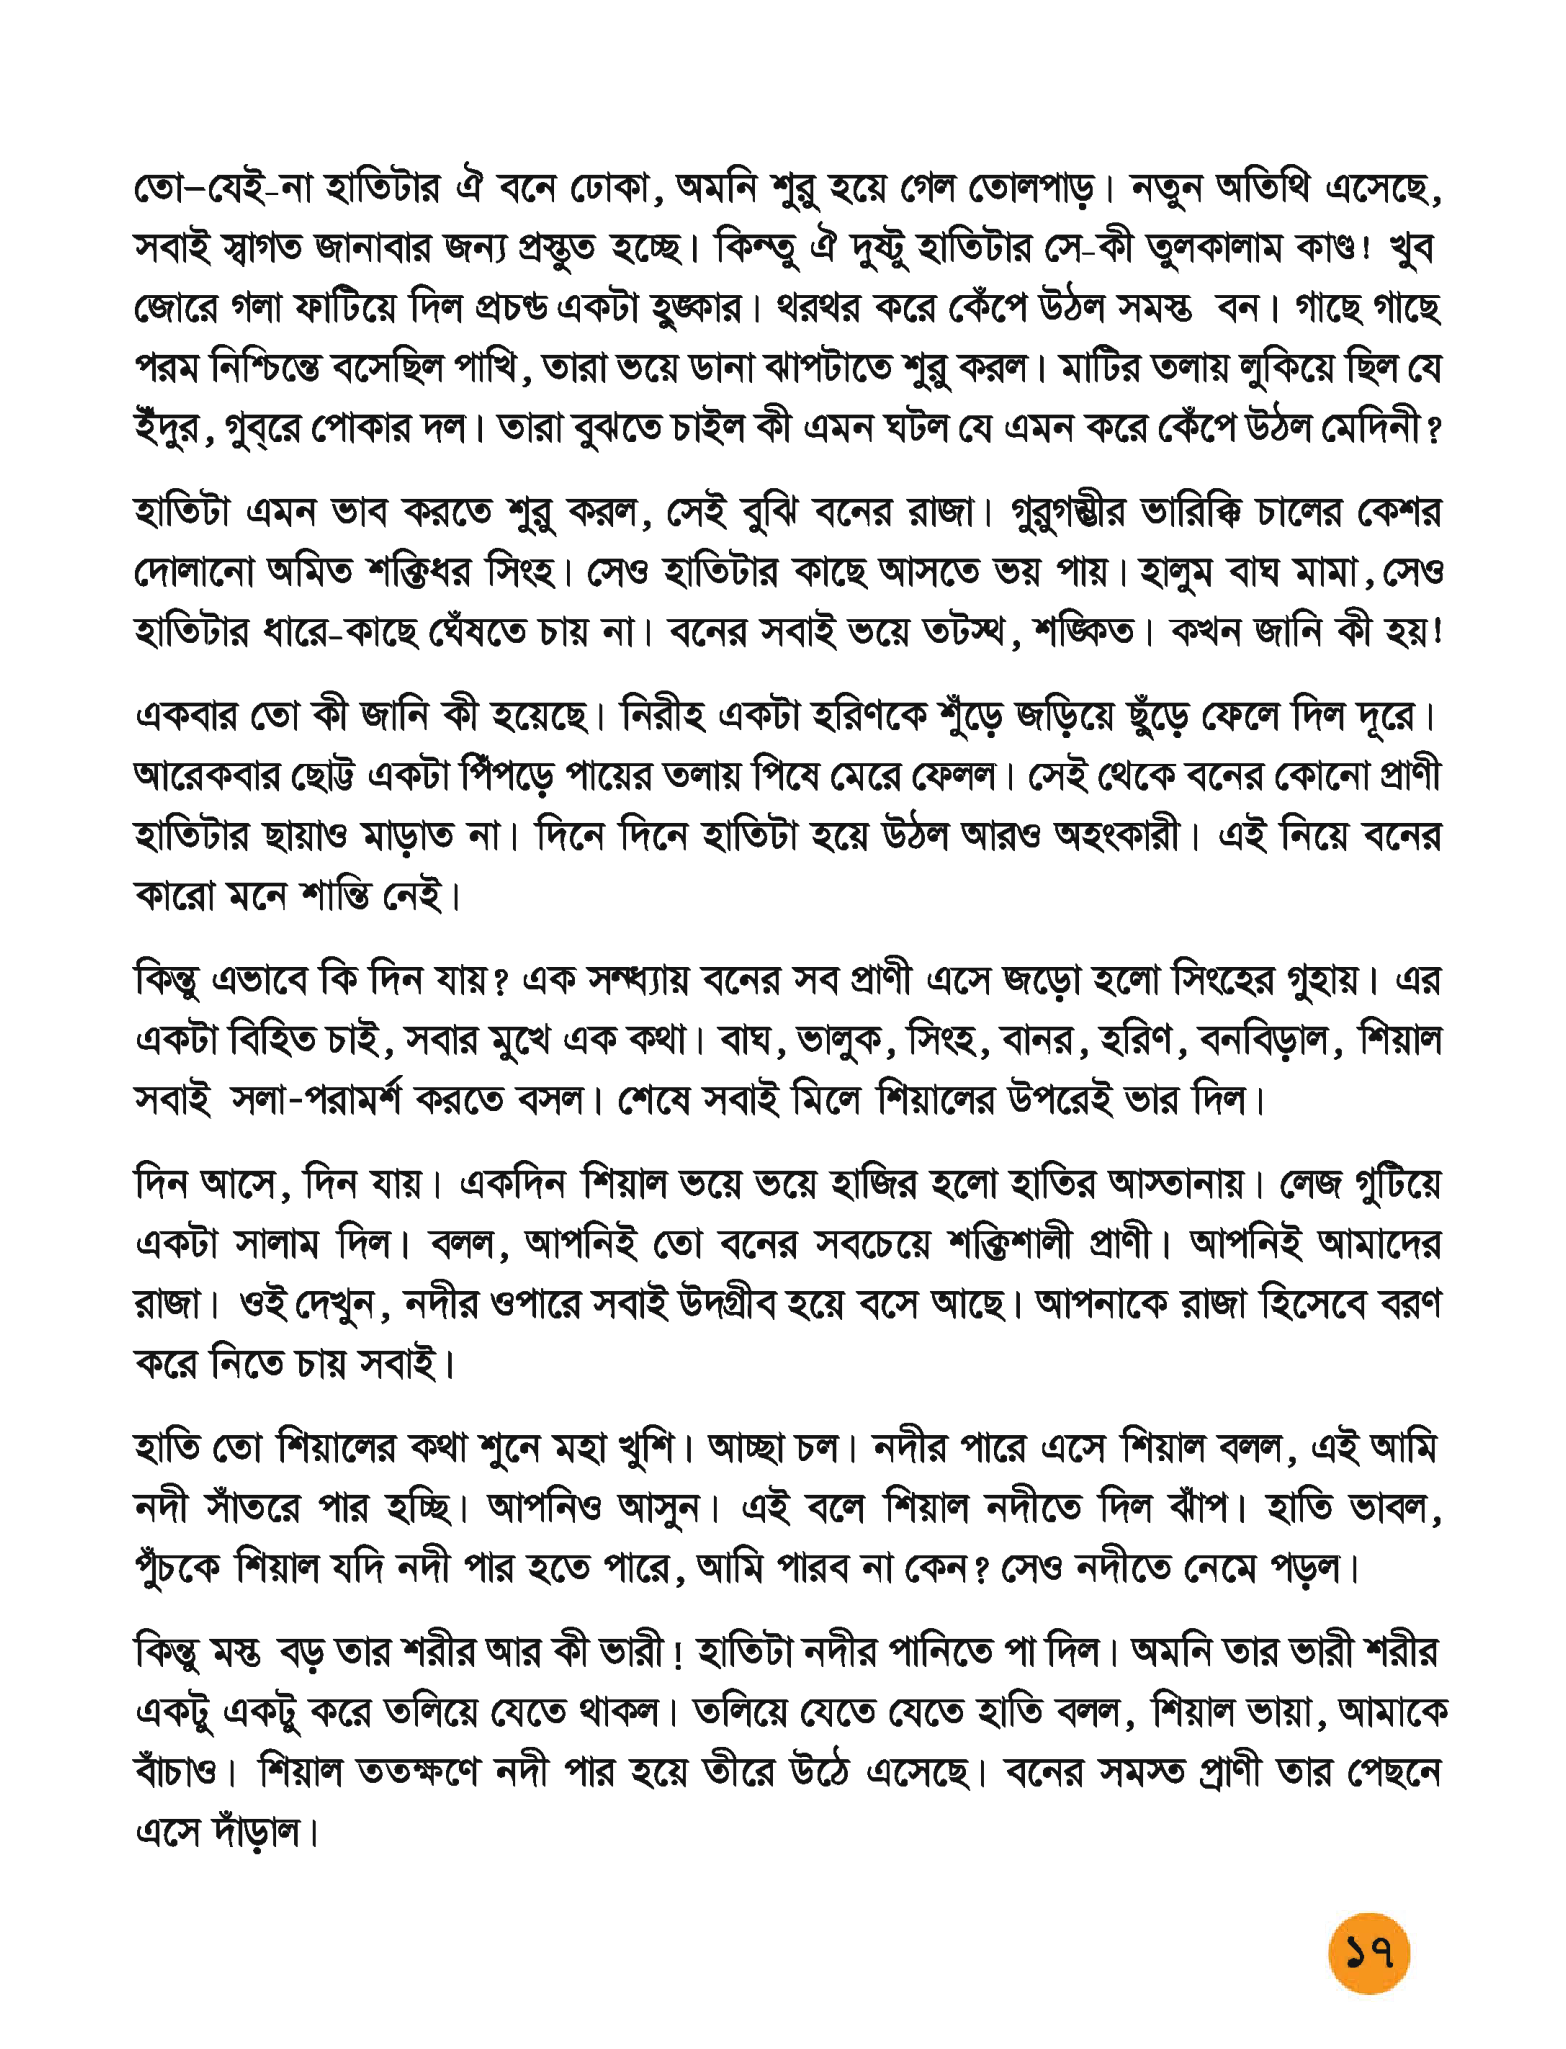 তো–যেই-না হাতিটার ঐ বনে ঢোকা, অমনি শুরু হয়ে গেল তোলপাড়। নতুন অতিথি এসেছে,
সবাই স্বাগত জানাবার জন্য প্রস্তুত হচ্ছে। কিন্তু ঐ দুষ্টু হাতিটার সে-কী তুলকালাম কাণ্ড! খুব
জোরে গলা ফাটিয়ে দিল প্রচণ্ড একটা হুঙ্কার। থরথর করে কেঁপে উঠল সমস্ত বন। গাছে গাছে
পরম নিশ্চিন্তে বসেছিল পাখি, তারা ভয়ে ডানা ঝাপটাতে শুরু করল। মাটির তলায় লুকিয়ে ছিল যে
ইঁদুর, গুব্‌রে পোকার দল। তারা বুঝতে চাইল কী এমন ঘটল যে এমন করে কেঁপে উঠল মেদিনী?
হাতিটা এমন ভাব করতে শুরু করল, সেই বুঝি বনের রাজা। গুরুগম্ভীর ভারিক্কি চালের কেশর
দোলানো অমিত শক্তিধর সিংহ। সেও হাতিটার কাছে আসতে ভয় পায়। হালুম বাঘ মামা, সেও
হাতিটার ধারে-কাছে ঘেঁষতে চায় না। বনের সবাই ভয়ে তটস্থ, শঙ্কিত। কখন জানি কী হয়!
একবার তো কী জানি কী হয়েছে। নিরীহ একটা হরিণকে শুঁড়ে জড়িয়ে ছুঁড়ে ফেলে দিল দূরে।
আরেকবার ছোট্ট একটা পিঁপড়ে পায়ের তলায় পিষে মেরে ফেলল। সেই থেকে বনের কোনো প্রাণী
হাতিটার ছায়াও মাড়াত না। দিনে দিনে হাতিটা হয়ে উঠল আরও অহংকারী। এই নিয়ে বনের
কারো মনে শান্তি নেই।
কিন্তু এভাবে কি দিন যায়? এক সন্ধ্যায় বনের সব প্রাণী এসে জড়ো হলো সিংহের গুহায়। এর
একটা বিহিত চাই, সবার মুখে এক কথা। বাঘ, ভালুক, সিংহ, বানর, হরিণ, বনবিড়াল, শিয়াল
সবাই সলা-পরামর্শ করতে বসল। শেষে সবাই মিলে শিয়ালের উপরেই ভার দিল।
দিন আসে, দিন যায়। একদিন শিয়াল ভয়ে ভয়ে হাজির হলো হাতির আস্তানায়। লেজ গুটিয়ে
একটা সালাম দিল। বলল, আপনিই তো বনের সবচেয়ে শক্তিশালী প্রাণী। আপনিই আমাদের
রাজা। ওই দেখুন, নদীর ওপারে সবাই উদগ্রীব হয়ে বসে আছে। আপনাকে রাজা হিসেবে বরণ
করে নিতে চায় সবাই।
হাতি তো শিয়ালের কথা শুনে মহা খুশি। আচ্ছা চল। নদীর পারে এসে শিয়াল বলল, এই আমি
নদী সাঁতরে পার হচ্ছি। আপনিও আসুন। এই বলে শিয়াল নদীতে দিল ঝাঁপ। হাতি ভাবল,
পুঁচকে শিয়াল যদি নদী পার হতে পারে, আমি পারব না কেন? সেও নদীতে নেমে পড়ল।
কিন্তু মস্ত বড় তার শরীর আর কী ভারী! হাতিটা নদীর পানিতে পা দিল। অমনি তার ভারী শরীর
একটু একটু করে তলিয়ে যেতে থাকল। তলিয়ে যেতে যেতে হাতি বলল, শিয়াল ভায়া, আমাকে
বাঁচাও। শিয়াল ততক্ষণে নদী পার হয়ে তীরে উঠে এসেছে। বনের সমস্ত প্রাণী তার পেছনে
এসে দাঁড়াল।
১৭